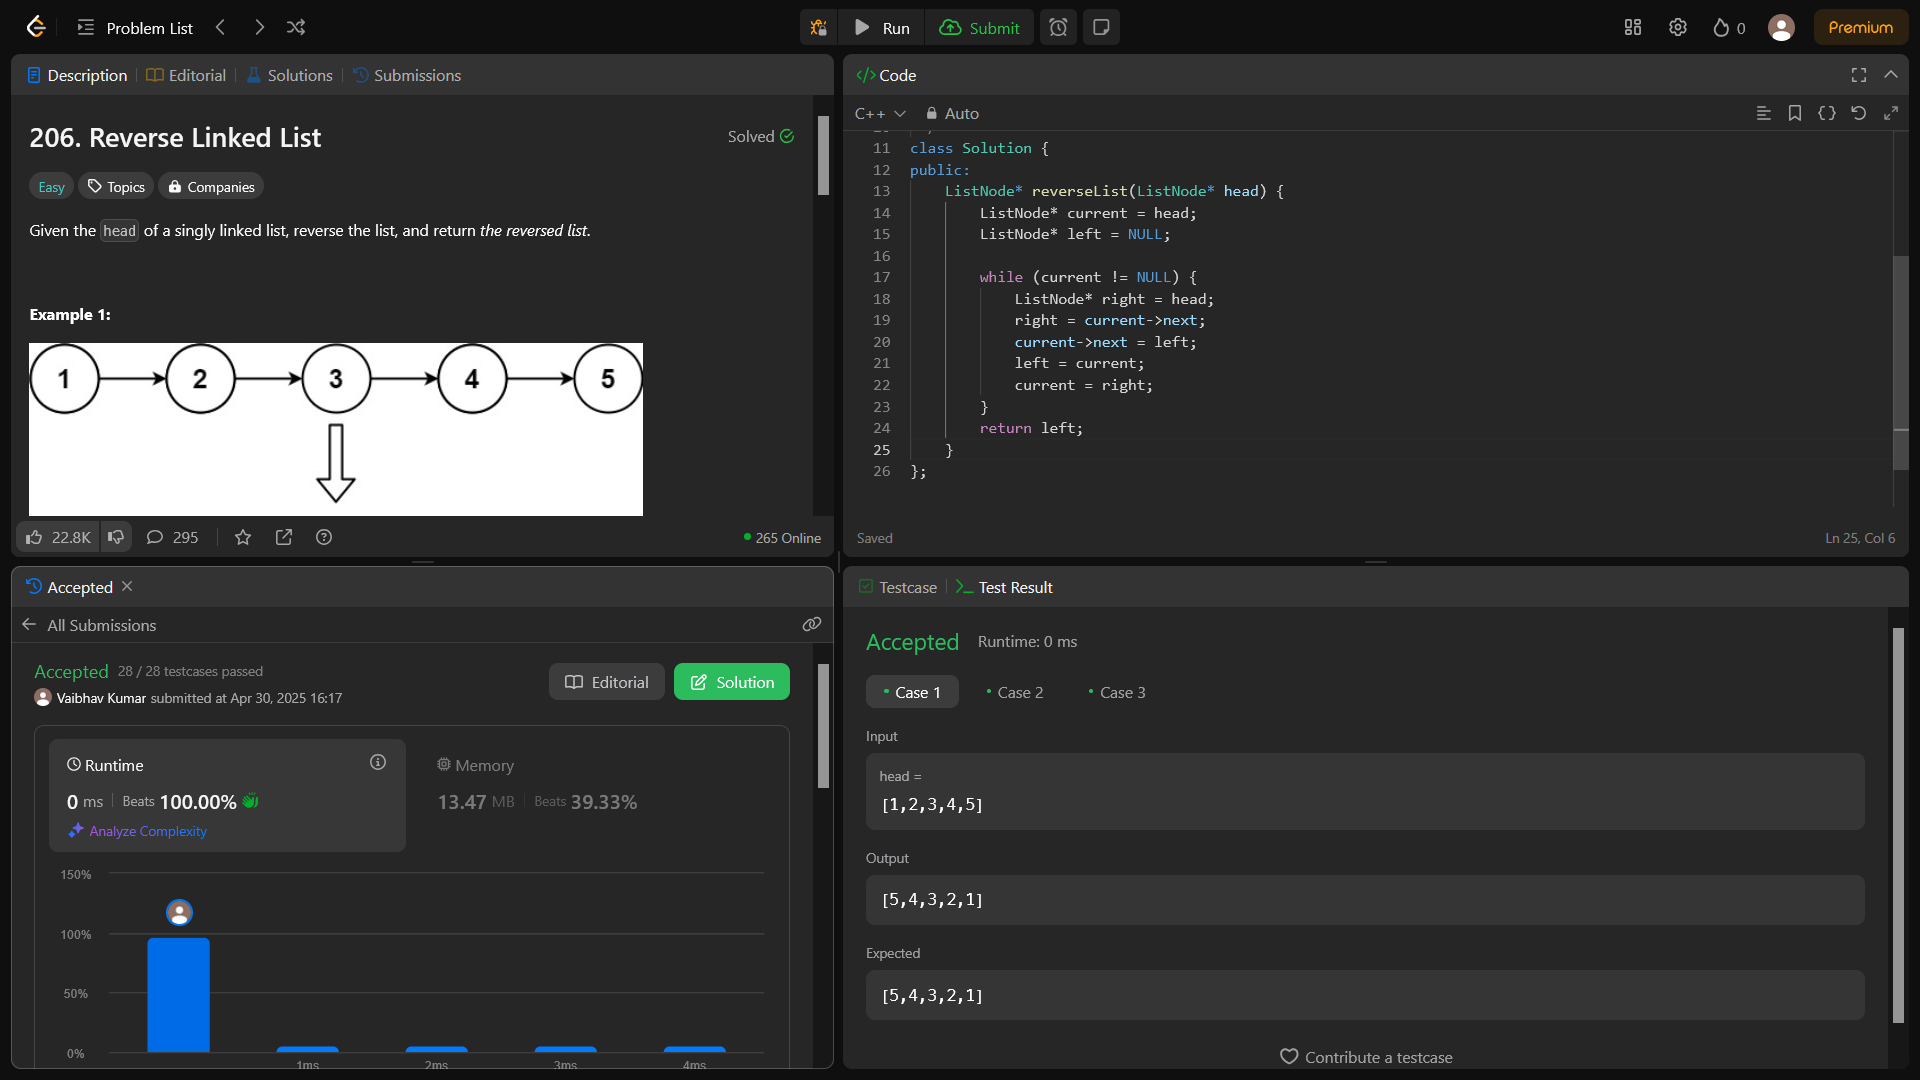 Problem List
Run
Submit
0
Premium
Description
Editorial
Solutions
Submissions
206. Reverse Linked List
Solved
Easy
Topics
Companies
Given the head of a singly linked list, reverse the list, and return the reversed list.
Example 1:
1 2 3 4 5
22.8K
295
265 Online
</> Code
C++
Auto
11 class Solution {
12 public:
13 ListNode* reverseList(ListNode* head) {
14 ListNode* current = head;
15 ListNode* left = NULL;
16
17 while (current != NULL) {
18 ListNode* right = head;
19 right = current->next;
20 current->next = left;
21 left = current;
22 current = right;
23 }
24 return left;
25 }
26 };
Saved
Ln 25, Col 6
Accepted
All Submissions
Accepted 28 / 28 testcases passed
Vaibhav Kumar submitted at Apr 30, 2025 16:17
Editorial
Solution
Runtime
0 ms Beats 100.00%
Analyze Complexity
Memory
13.47 MB Beats 39.33%
150%
100%
50%
0%
1ms 2ms 3ms 4ms
Testcase
Test Result
Accepted Runtime: 0 ms
Case 1
Case 2
Case 3
Input
head =
[1,2,3,4,5]
Output
[5,4,3,2,1]
Expected
[5,4,3,2,1]
Contribute a testcase